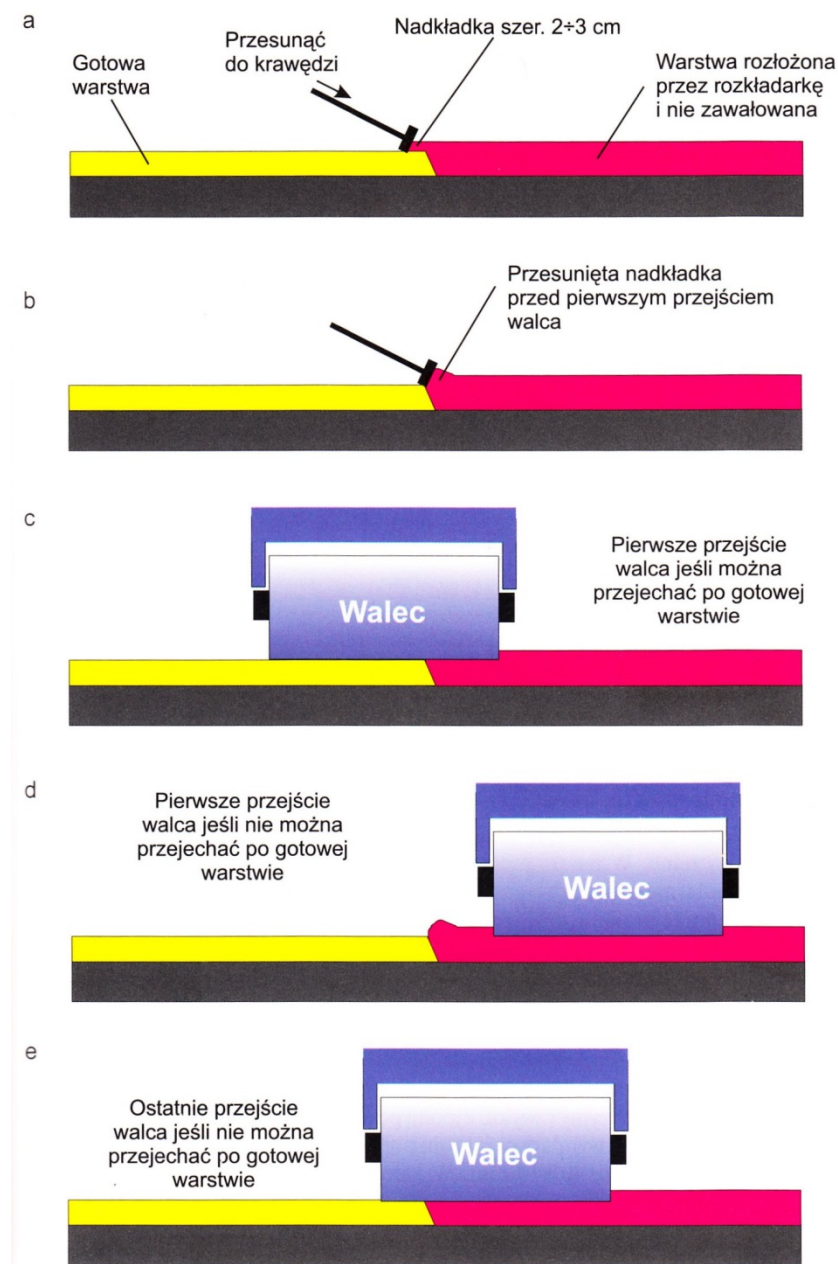 a
Gotowa
warstwa
Przesunąć
do krawędzi
Nadkładka szer. 2÷3 cm
Warstwa rozłożona
przez rozkładarkę
i nie zawałowana
b
Przesunięta nadkładka
przed pierwszym przejściem
walca
c
Walec
Pierwsze przejście
walca jeśli można
przejechać po gotowej
warstwie
d
Pierwsze przejście
walca jeśli nie można
przejechać po gotowej
warstwie
Walec
e
Ostatnie przejście
walca jeśli nie można
przejechać po gotowej
warstwie
Walec